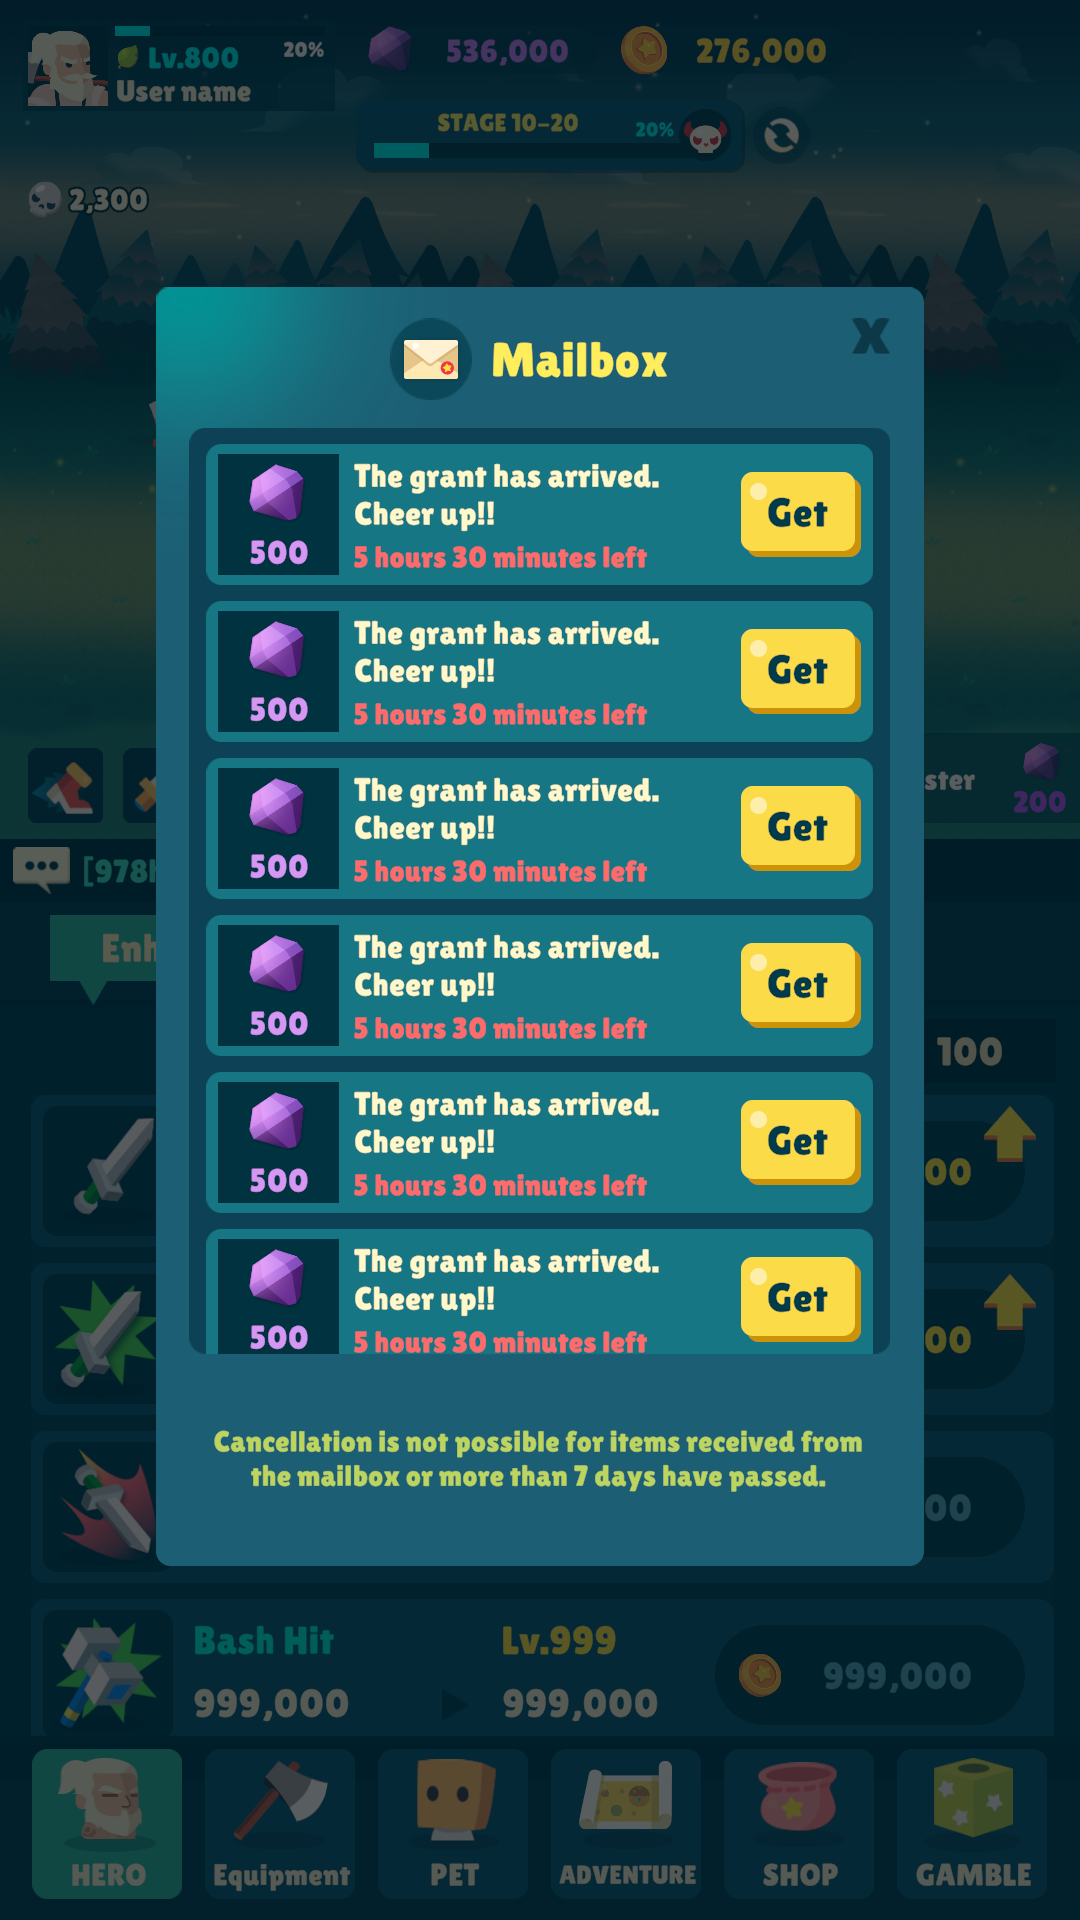 Lv.800
20%
User name
536,000
276,000
STAGE 10-20
20%
2,300
Mailbox
X
The grant has arrived.
Cheer up!!
500
5 hours 30 minutes left
Get
The grant has arrived.
Cheer up!!
500
5 hours 30 minutes left
Get
The grant has arrived.
Cheer up!!
500
5 hours 30 minutes left
Get
The grant has arrived.
Cheer up!!
500
5 hours 30 minutes left
Get
The grant has arrived.
Cheer up!!
500
5 hours 30 minutes left
Get
The grant has arrived.
Cheer up!!
500
5 hours 30 minutes left
Get
Cancellation is not possible for items received from
the mailbox or more than 7 days have passed.
ster
200
[978
Enh
100
00
00
00
Bash Hit
Lv.999
999,000
999,000
999,000
HERO
Equipment
PET
ADVENTURE
SHOP
GAMBLE